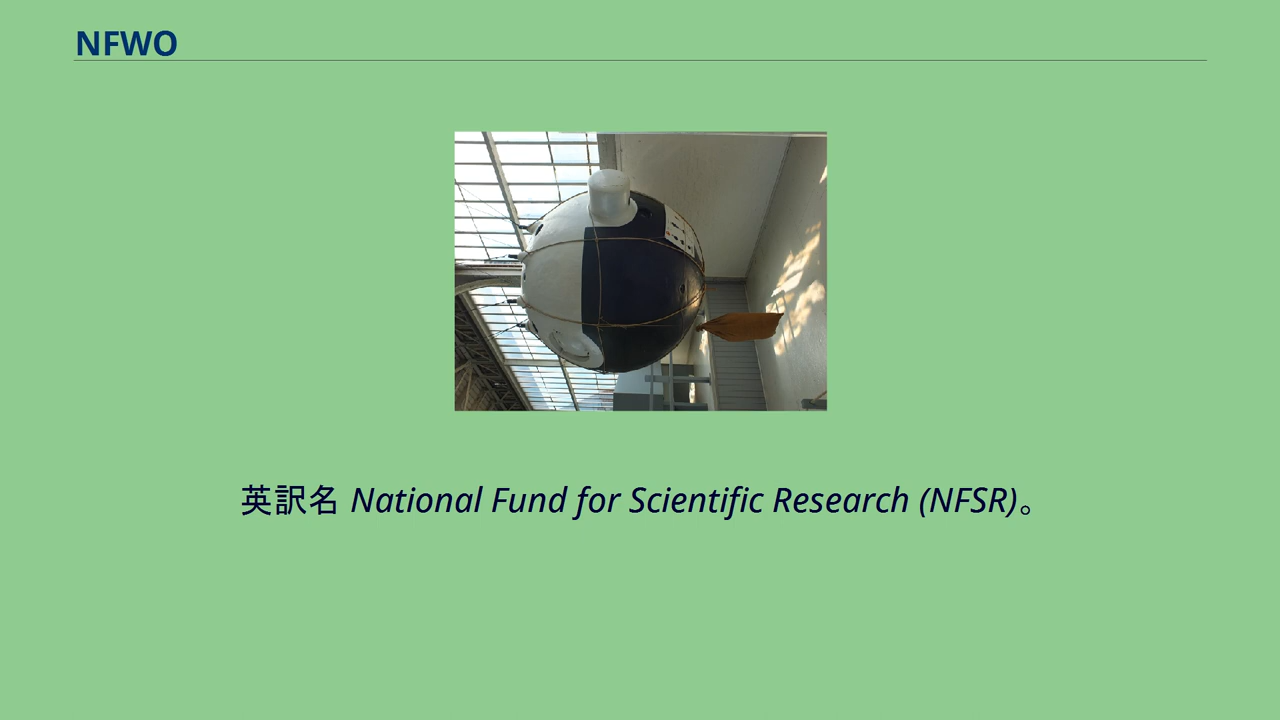 NFWO
英訳名 National Fund for Scientific Research (NFSR)。